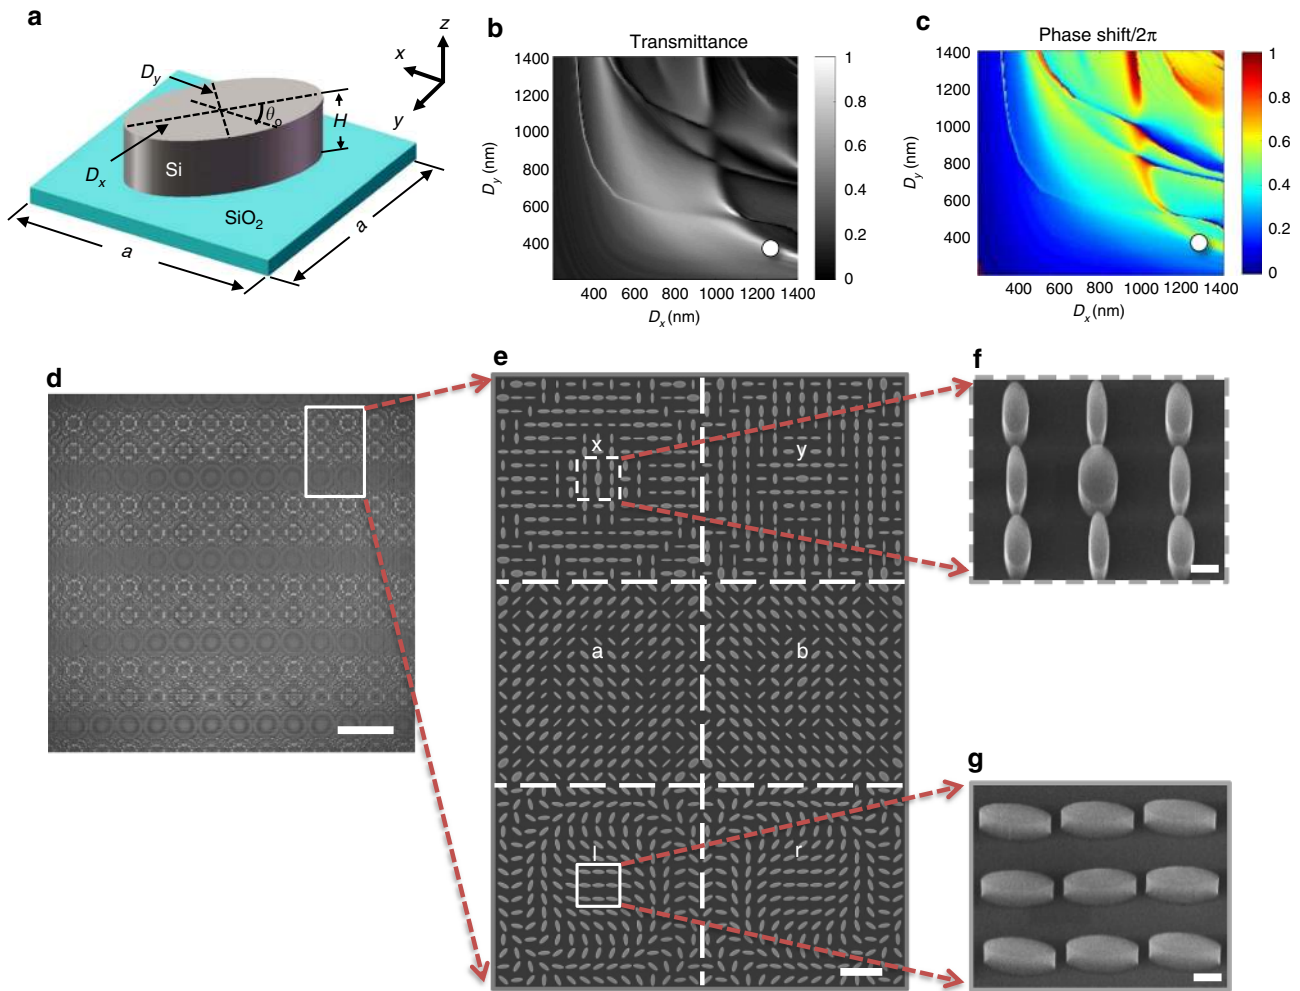 a
D_y
D_x
θ_o
H
Si
SiO₂
a
a
x
y
z
b
Transmittance
1400
1200
1000
800
600
400
D_y (nm)
400 600 800 1000 1200 1400
D_x (nm)
1
0.8
0.6
0.4
0.2
0
c
Phase shift/2π
1400
1200
1000
800
600
400
D_y (nm)
400 600 800 1000 1200 1400
D_x (nm)
1
0.8
0.6
0.4
0.2
0
d
e
x
y
a
b
l
r
f
g